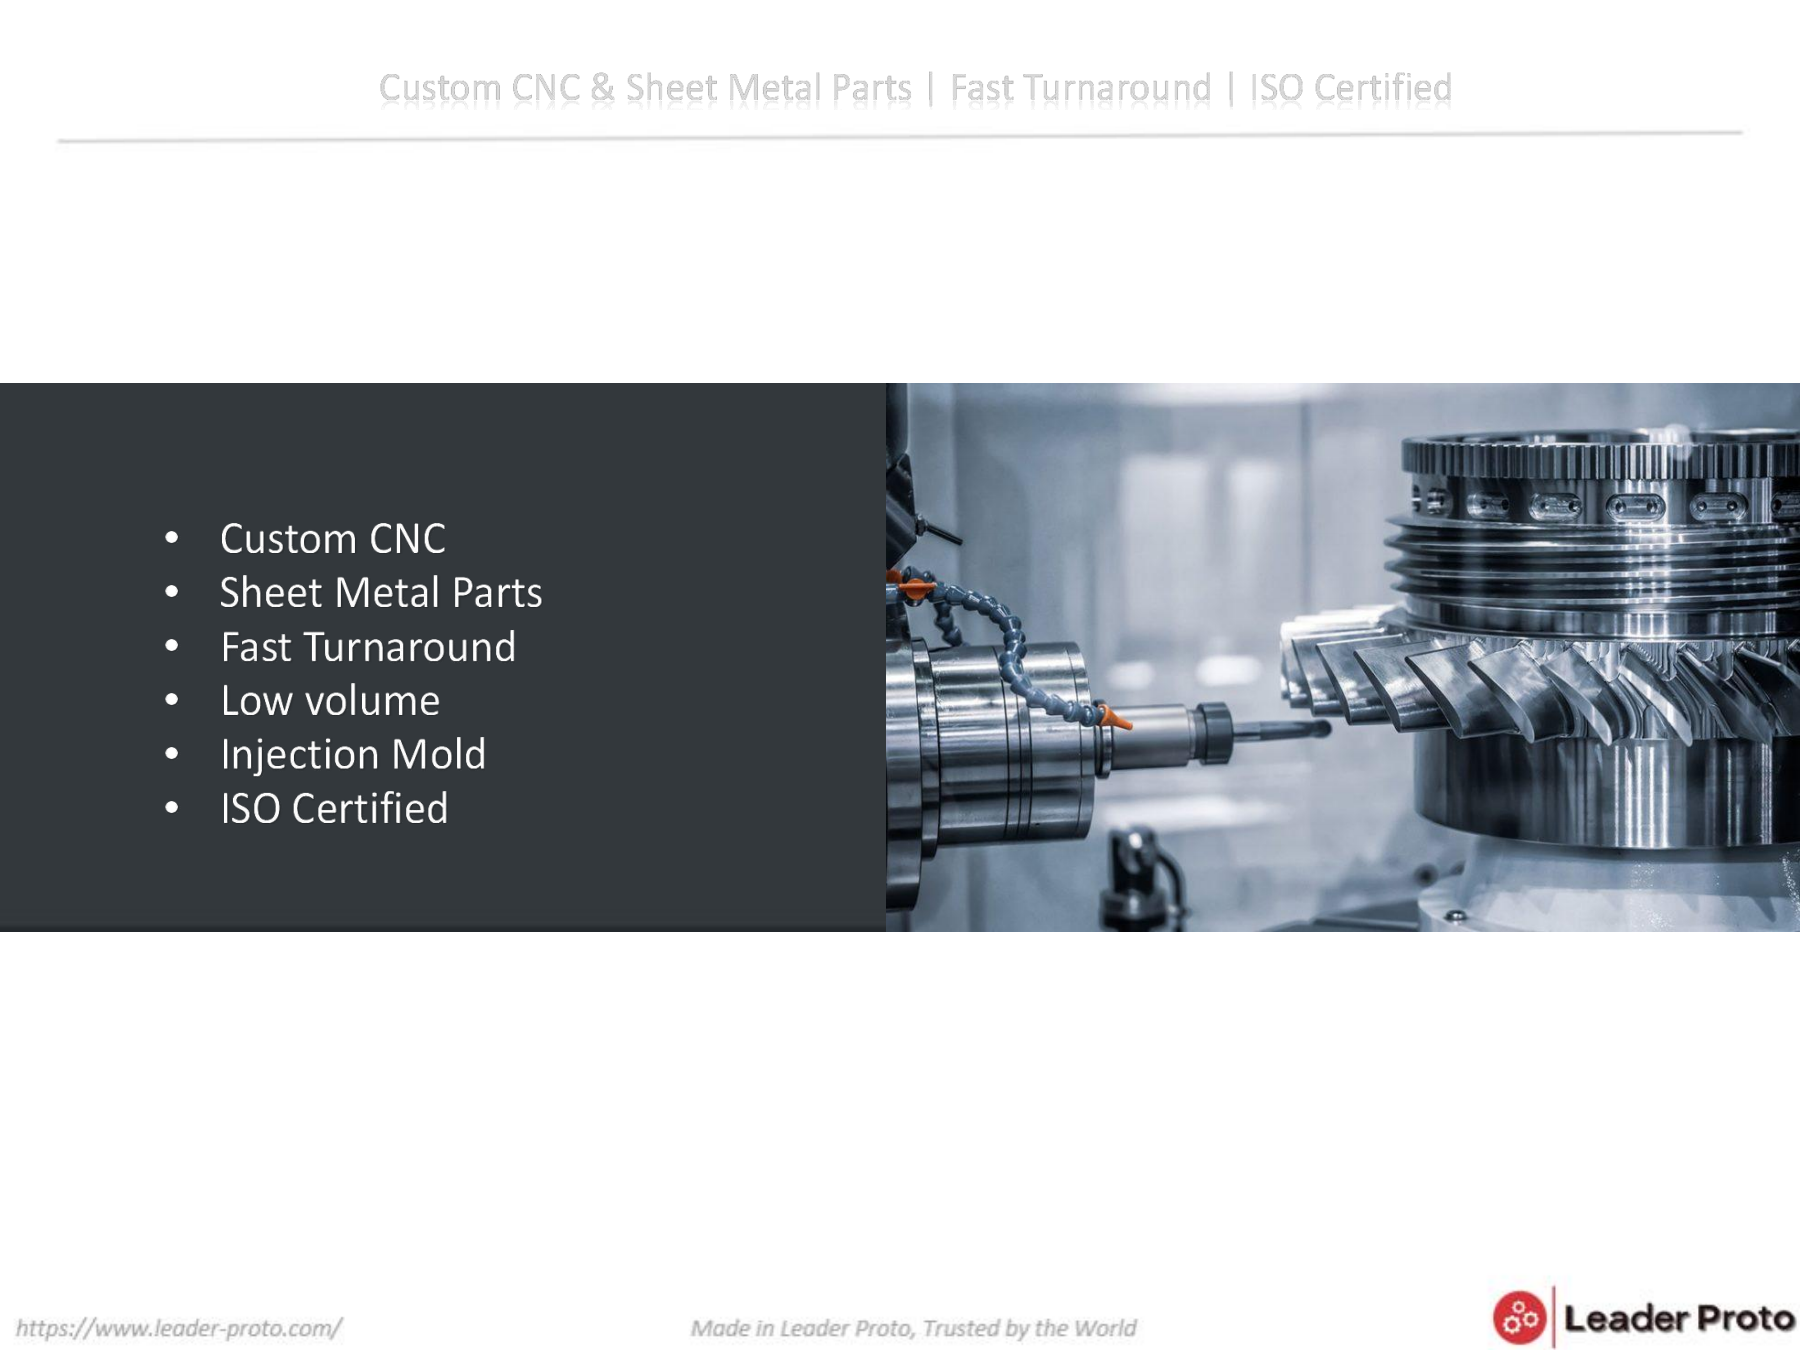 Custom CNC & Sheet Metal Parts | Fast Turnaround | ISO Certified
• Custom CNC
• Sheet Metal Parts
• Fast Turnaround
• Low volume
• Injection Mold
• ISO Certified
https://www.leader-proto.com/
Made in Leader Proto, Trusted by the World
Leader Proto